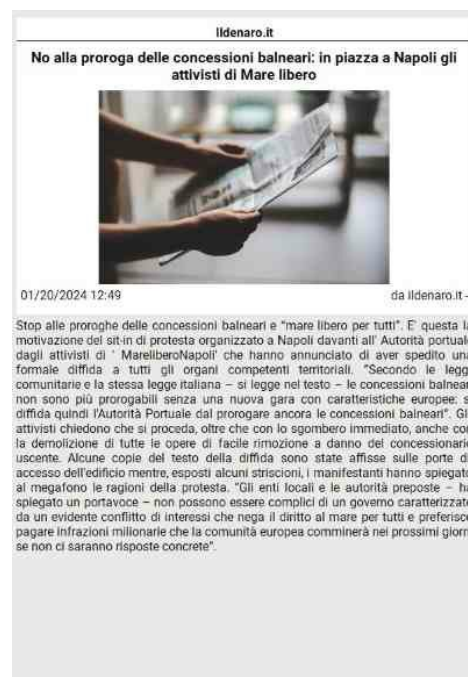 Ildenaro.it
No alla proroga delle concessioni balneari: in piazza a Napoli gli
attivisti di Mare libero
01/20/2024 12:49
da ildenaro.it -
Stop alle proroghe delle concessioni balneari e "mare libero per tutti". E' questa la
motivazione del sit-in di protesta organizzato a Napoli davanti all' Autorità portuale
dagli attivisti di ' MareliberoNapoli' che hanno annunciato di aver spedito una
formale diffida a tutti gli organi competenti territoriali. "Secondo le leggi
comunitarie e la stessa legge italiana – si legge nel testo – le concessioni balneari
non sono più prorogabili senza una nuova gara con caratteristiche europee: si
diffida quindi l'Autorità Portuale dal prorogare ancora le concessioni balneari". Gli
attivisti chiedono che si proceda, oltre che con lo sgombero immediato, anche con
la demolizione di tutte le opere di facile rimozione a danno del concessionario
uscente. Alcune copie del testo della diffida sono state affisse sulle porte di
accesso dell'edificio mentre, esposti alcuni striscioni, i manifestanti hanno spiegato
al megafono le ragioni della protesta. "Gli enti locali e le autorità preposte – ha
spiegato un portavoce – non possono essere complici di un governo caratterizzato
da un evidente conflitto di interessi che nega il diritto al mare per tutti e preferisce
pagare infrazioni milionarie che la comunità europea comminerà nei prossimi giorni
se non ci saranno risposte concrete".